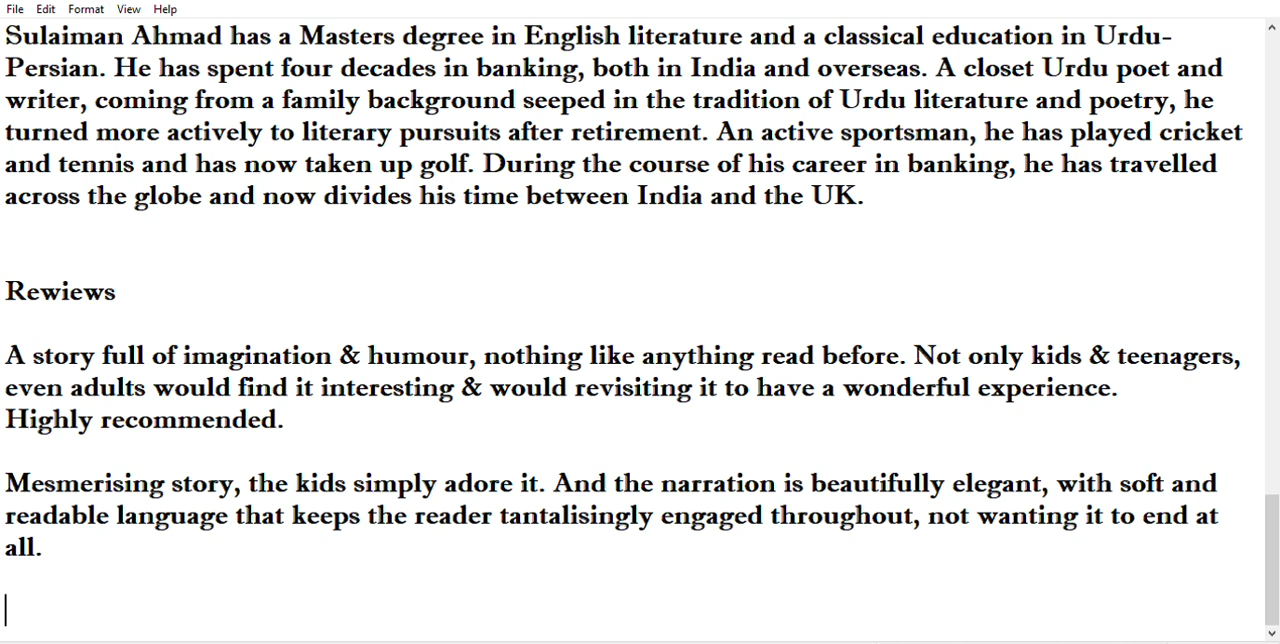 File Edit Format View Help
Sulaiman Ahmad has a Masters degree in English literature and a classical education in Urdu-
Persian. He has spent four decades in banking, both in India and overseas. A closet Urdu poet and
writer, coming from a family background seeped in the tradition of Urdu literature and poetry, he
turned more actively to literary pursuits after retirement. An active sportsman, he has played cricket
and tennis and has now taken up golf. During the course of his career in banking, he has travelled
across the globe and now divides his time between India and the UK.
Rewiews
A story full of imagination & humour, nothing like anything read before. Not only kids & teenagers,
even adults would find it interesting & would revisiting it to have a wonderful experience.
Highly recommended.
Mesmerising story, the kids simply adore it. And the narration is beautifully elegant, with soft and
readable language that keeps the reader tantalisingly engaged throughout, not wanting it to end at
all.